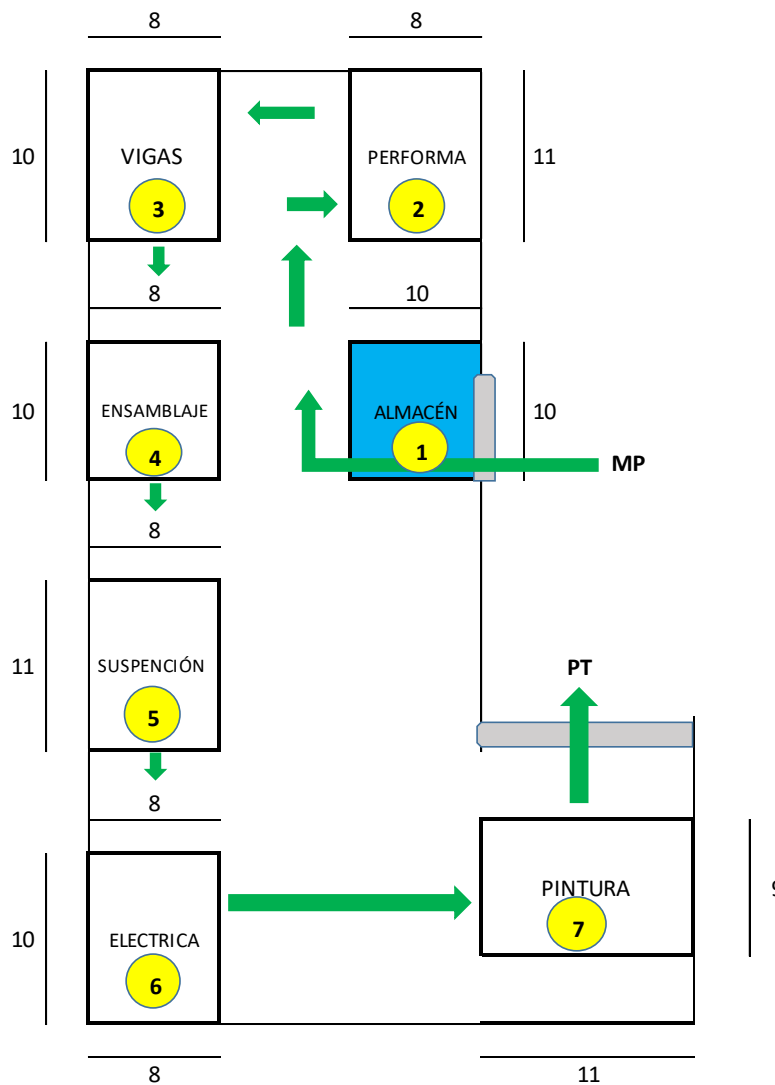 8 8
10 VIGAS PERFORMA 11
3 2
8 10
10 ENSAMBLAJE ALMACÉN 10
4 1 MP
8
11 SUSPENCIÓN PT
5
8
PINTURA 9
10 ELECTRICA 7
6
8 11